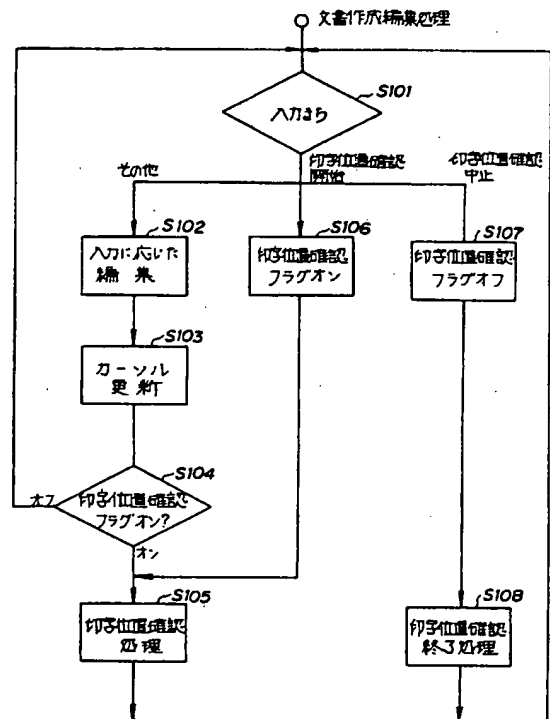 文書作成編集処理
S101
入力まち
その他
印字位置確認
開始
印字位置確認
中止
S102
入力に応じた
編集
S106
印字位置確認
フラグオン
S107
印字位置確認
フラグオフ
S103
カーソル
更新
S104
印字位置確認
フラグオン?
オフ
オン
S105
印字位置確認
処理
S108
印字位置確認
終了処理